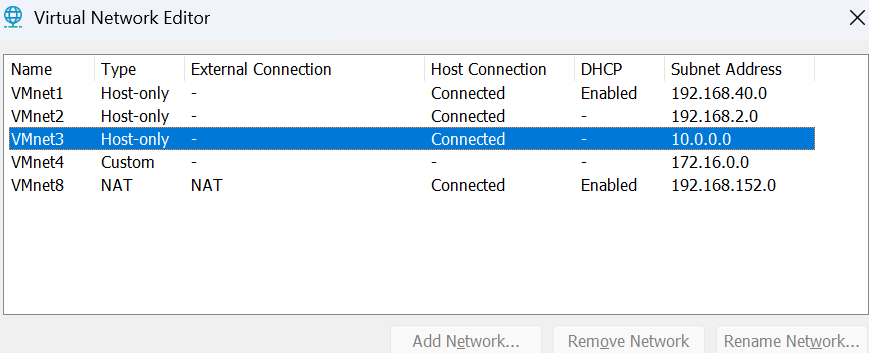 Virtual Network Editor
Name Type External Connection Host Connection DHCP Subnet Address
VMnet1 Host-only - Connected Enabled 192.168.40.0
VMnet2 Host-only - Connected - 192.168.2.0
VMnet3 Host-only - Connected - 10.0.0.0
VMnet4 Custom - - - 172.16.0.0
VMnet8 NAT NAT Connected Enabled 192.168.152.0
Add Network... Remove Network Rename Network...